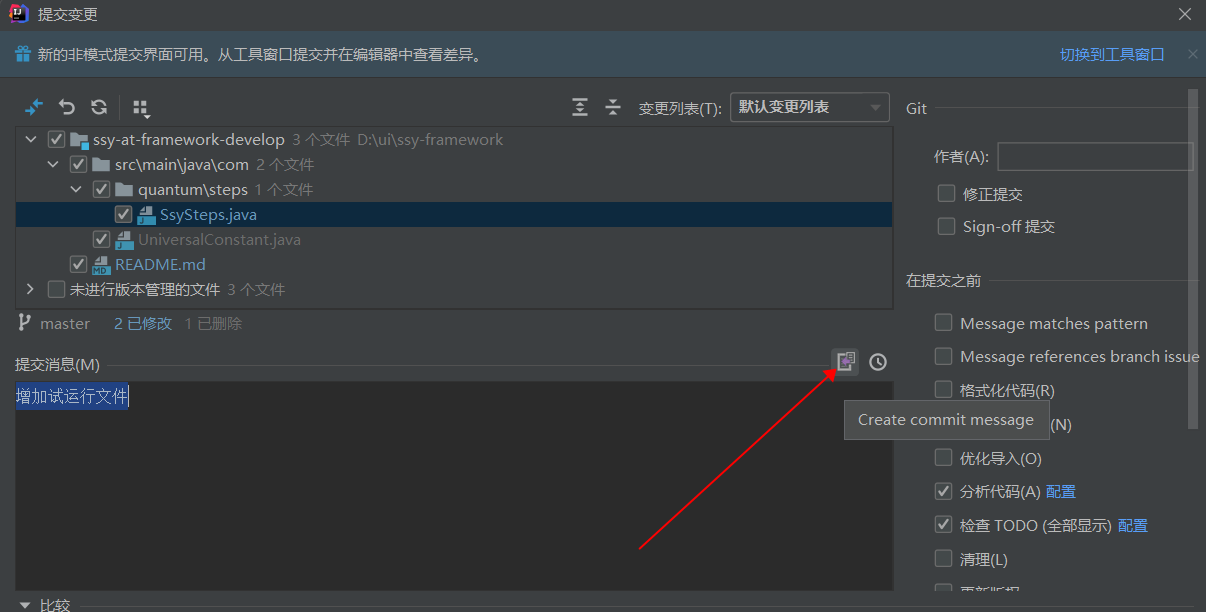 提交变更
新的非模式提交界面可用。从工具窗口提交并在编辑器中查看差异。 切换到工具窗口
变更列表(T): 默认变更列表
ssy-at-framework-develop 3 个文件 D:\ui\ssy-framework
src\main\java\com 2 个文件
quantum\steps 1 个文件
SsySteps.java
UniversalConstant.java
README.md
未进行版本管理的文件 3 个文件
master 2 已修改 1 已删除
提交消息(M)
增加试运行文件
Create commit message
比较
Git
作者(A):
修正提交
Sign-off 提交
在提交之前
Message matches pattern
Message references branch issue
格式化代码(R)
(N)
优化导入(O)
分析代码(A) 配置
检查 TODO (全部显示) 配置
清理(L)